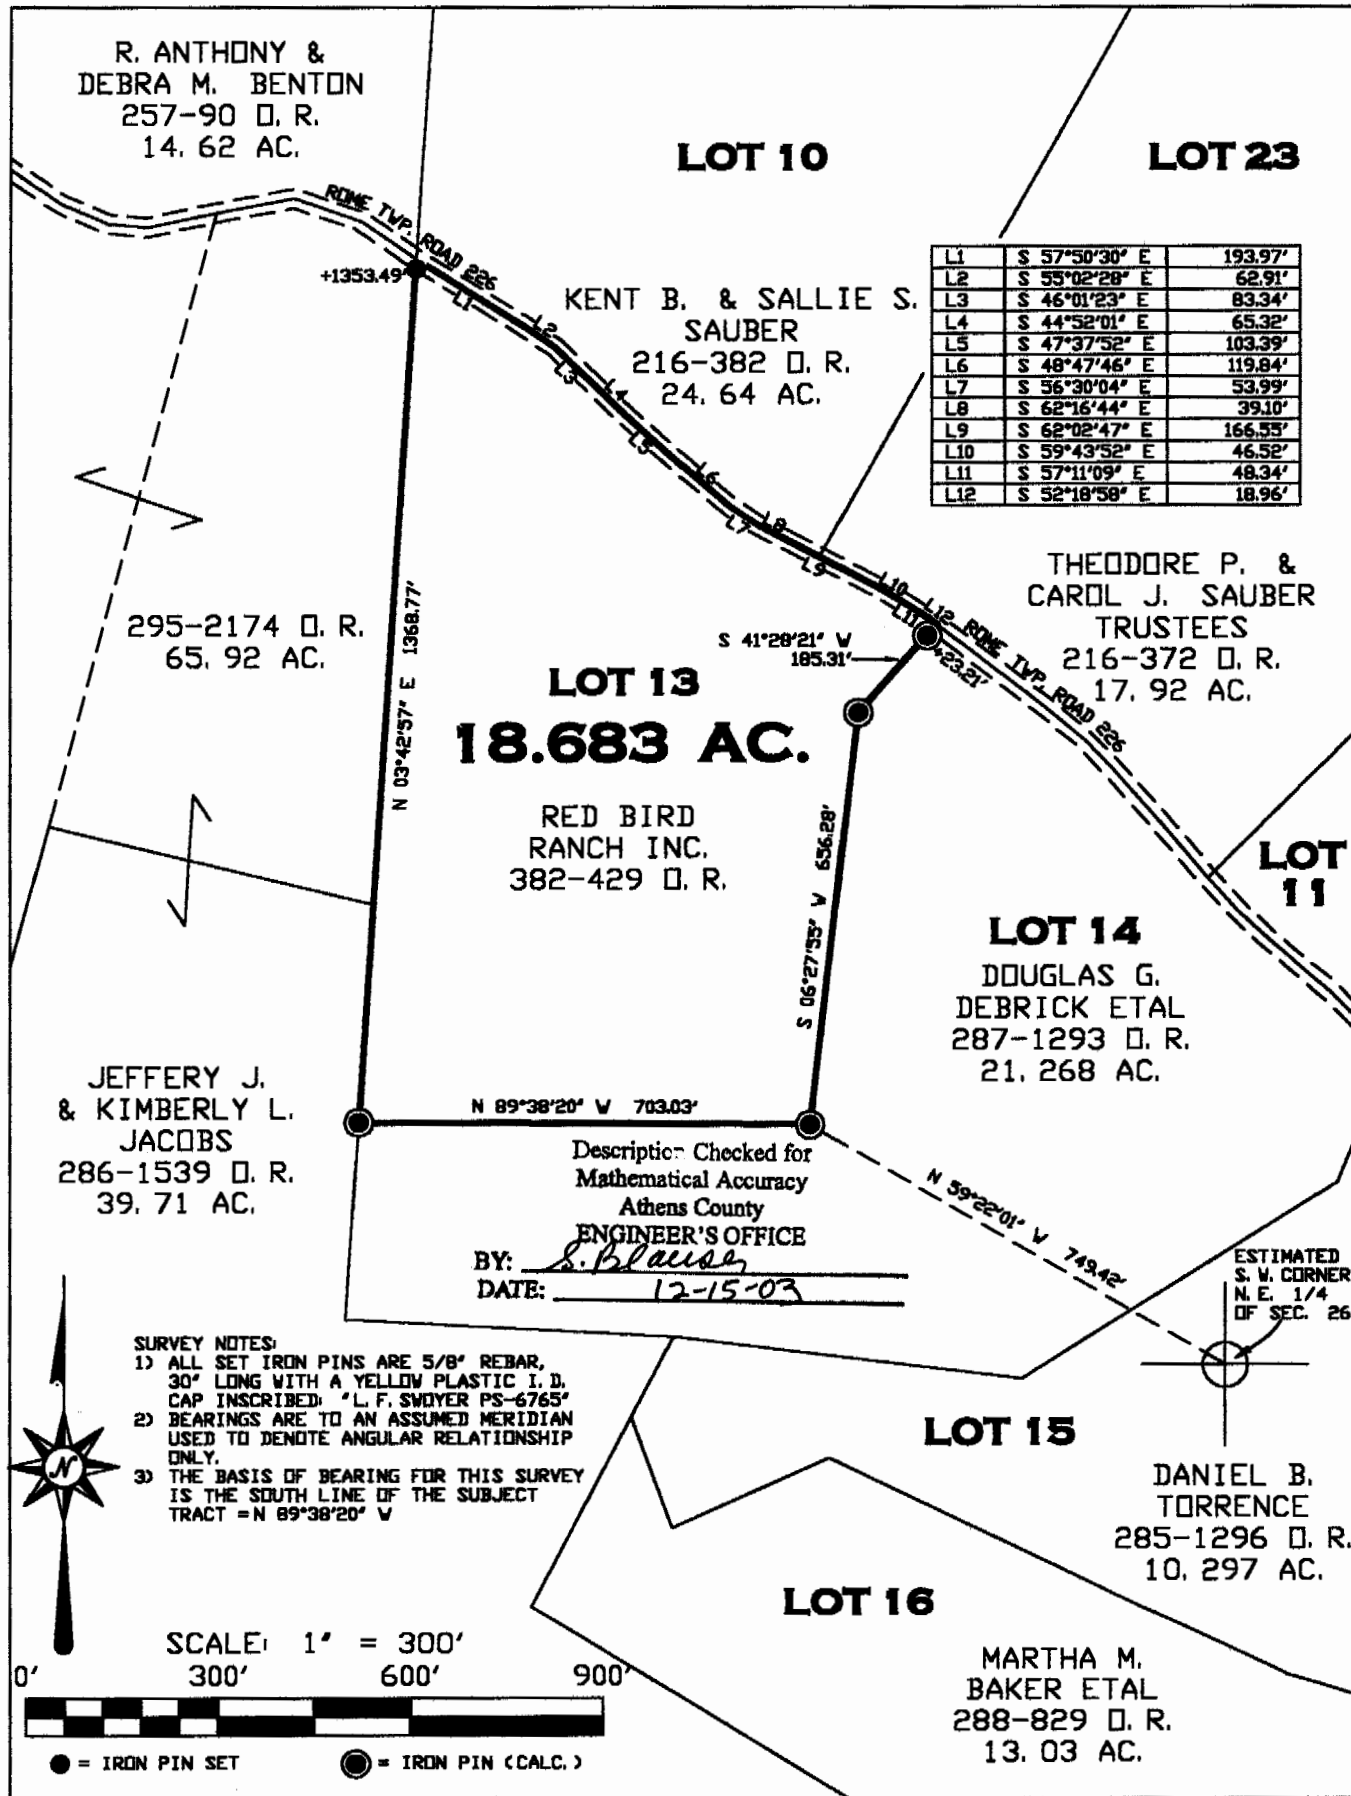 R. ANTHONY &
DEBRA M. BENTON
257-90 O. R.
14. 62 AC.
LOT 10
LOT 23
ROME TWP. ROAD 226
+1353.49'
L1
L2
L3
L4
L5
L6
L7
L8
L9
L10
L11
L12
KENT B. & SALLIE S.
SAUBER
216-382 O. R.
24. 64 AC.
L1 S 57°50'30" E 193.97'
L2 S 55°02'28" E 62.91'
L3 S 46°01'23" E 83.34'
L4 S 44°52'01" E 65.32'
L5 S 47°37'52" E 103.39'
L6 S 48°47'46" E 119.84'
L7 S 56°30'04" E 53.99'
L8 S 62°16'44" E 39.10'
L9 S 62°02'47" E 166.55'
L10 S 59°43'52" E 46.52'
L11 S 57°11'09" E 48.34'
L12 S 52°18'58" E 18.96'
THEODORE P. &
CAROL J. SAUBER
TRUSTEES
216-372 O. R.
17. 92 AC.
ROME TWP. ROAD 226
+23.21'
S 41°28'21" W
185.31'
295-2174 O. R.
65. 92 AC.
N 03°42'57" E 1368.77'
LOT 13
18.683 AC.
RED BIRD
RANCH INC.
382-429 O. R.
S 06°27'55" W 656.28'
LOT
11
LOT 14
DOUGLAS G.
DEBRICK ETAL
287-1293 O. R.
21. 268 AC.
JEFFERY J.
& KIMBERLY L.
JACOBS
286-1539 O. R.
39. 71 AC.
N 89°38'20" W 703.03'
Description Checked for
Mathematical Accuracy
Athens County
ENGINEER'S OFFICE
BY: S. Blauser
DATE: 12-15-03
N 59°22'01" W 749.42'
ESTIMATED
S. W. CORNER
N. E. 1/4
OF SEC. 26
SURVEY NOTES:
1) ALL SET IRON PINS ARE 5/8" REBAR,
30" LONG WITH A YELLOW PLASTIC I. D.
CAP INSCRIBED: "L. F. SWOYER PS-6765"
2) BEARINGS ARE TO AN ASSUMED MERIDIAN
USED TO DENOTE ANGULAR RELATIONSHIP
ONLY.
3) THE BASIS OF BEARING FOR THIS SURVEY
IS THE SOUTH LINE OF THE SUBJECT
TRACT = N 89°38'20" W
N
LOT 15
DANIEL B.
TORRENCE
285-1296 O. R.
10. 297 AC.
LOT 16
MARTHA M.
BAKER ETAL
288-829 O. R.
13. 03 AC.
SCALE: 1" = 300'
0' 300' 600' 900'
= IRON PIN SET
= IRON PIN (CALC.)